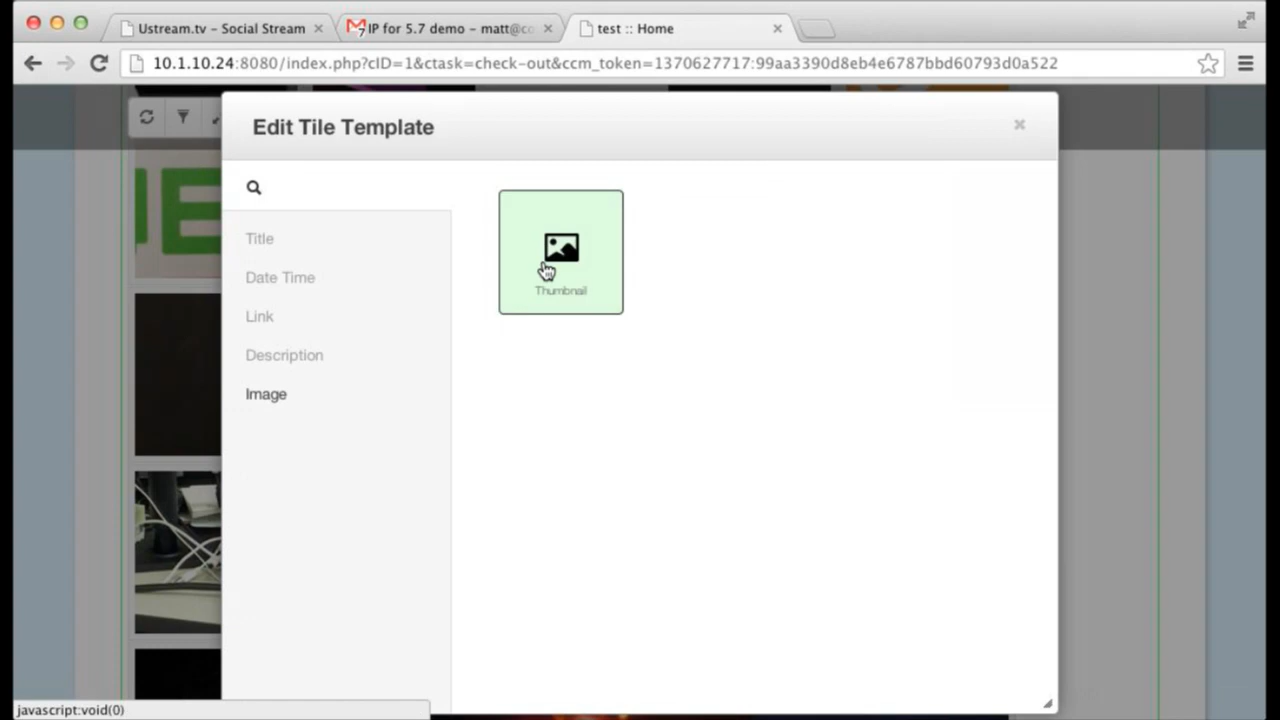 Ustream.tv – Social Stream
IP for 5.7 demo – matt@co
test :: Home
10.1.10.24:8080/index.php?cID=1&ctask=check-out&ccm_token=1370627717:99aa3390d8eb4e6787bbd60793d0a522
Edit Tile Template
Title
Date Time
Link
Description
Image
Thumbnail
javascript:void(0)